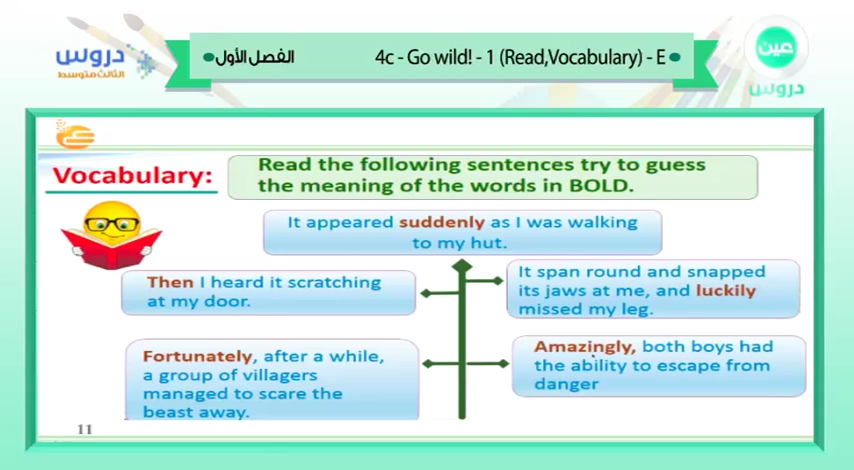 دروس
الثالث متوسط
الفصل الأول
4c - Go wild! - 1 (Read,Vocabulary) - E
عين
دروس
Vocabulary:
Read the following sentences try to guess
the meaning of the words in BOLD.
It appeared suddenly as I was walking
to my hut.
Then I heard it scratching
at my door.
It span round and snapped
its jaws at me, and luckily
missed my leg.
Fortunately, after a while,
a group of villagers
managed to scare the
beast away.
Amazingly, both boys had
the ability to escape from
danger
11